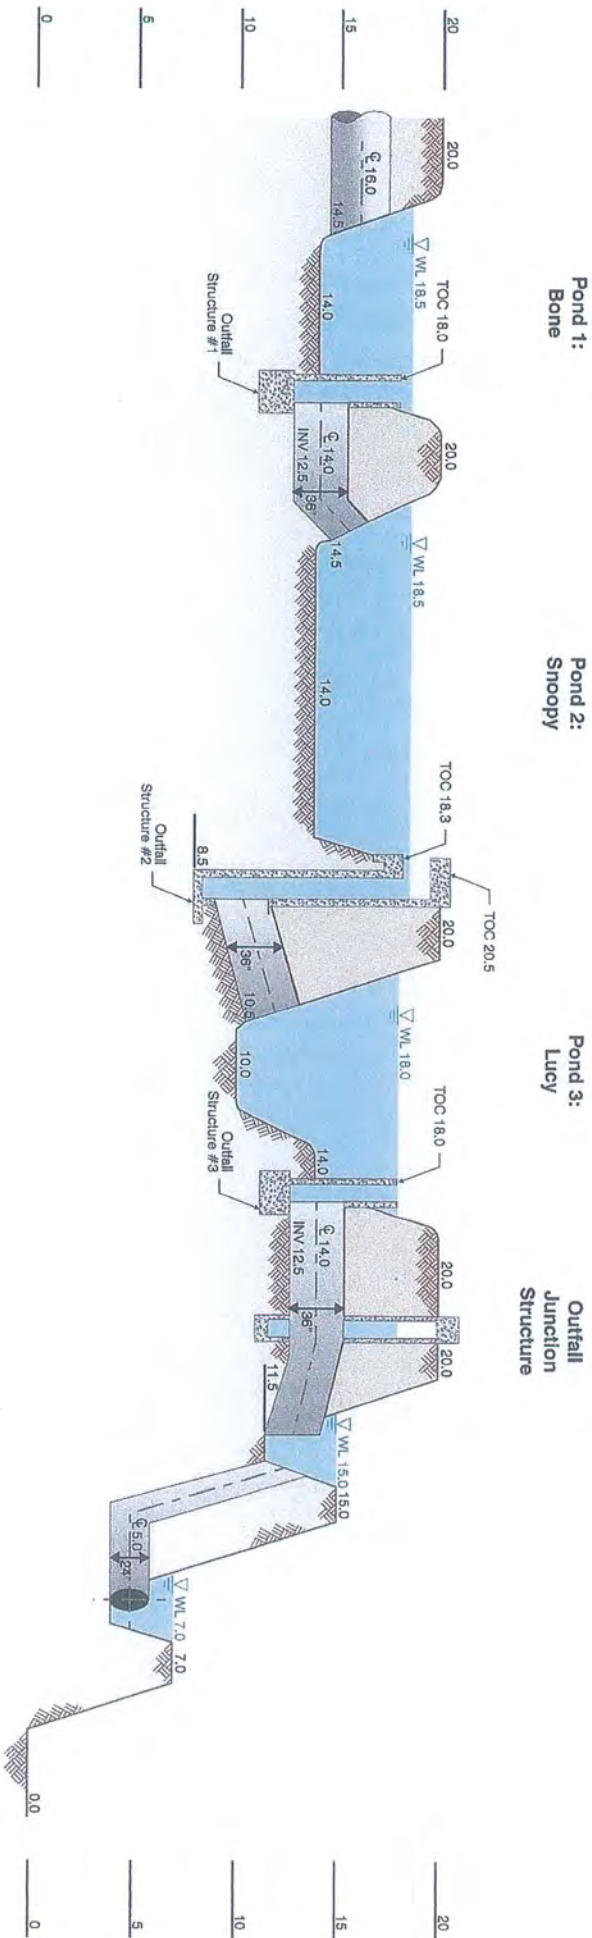 Pond 1:
Bone
Pond 2:
Snoopy
Pond 3:
Lucy
Outfall
Junction
Structure
20
15
10
5
0
20.0
℄ 16.0
14.5
WL 18.5
14.0
TOC 18.0
Outfall
Structure #1
20.0
℄ 14.0
INV 12.5
36"
14.5
WL 18.5
14.0
TOC 18.3
8.5
Outfall
Structure #2
TOC 20.5
20.0
36"
10.5
WL 18.0
10.0
14.0
TOC 18.0
Outfall
Structure #3
℄ 14.0
INV 12.5
20.0
36"
20.0
11.5
WL 15.0
15.0
℄ 5.0
24"
WL 7.0
7.0
0.0
20
15
10
5
0